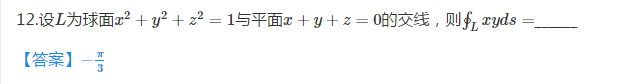 12.设L为球面x² + y² + z² = 1与平面x + y + z = 0的交线，则∮_L xyds =______
【答案】-π/3